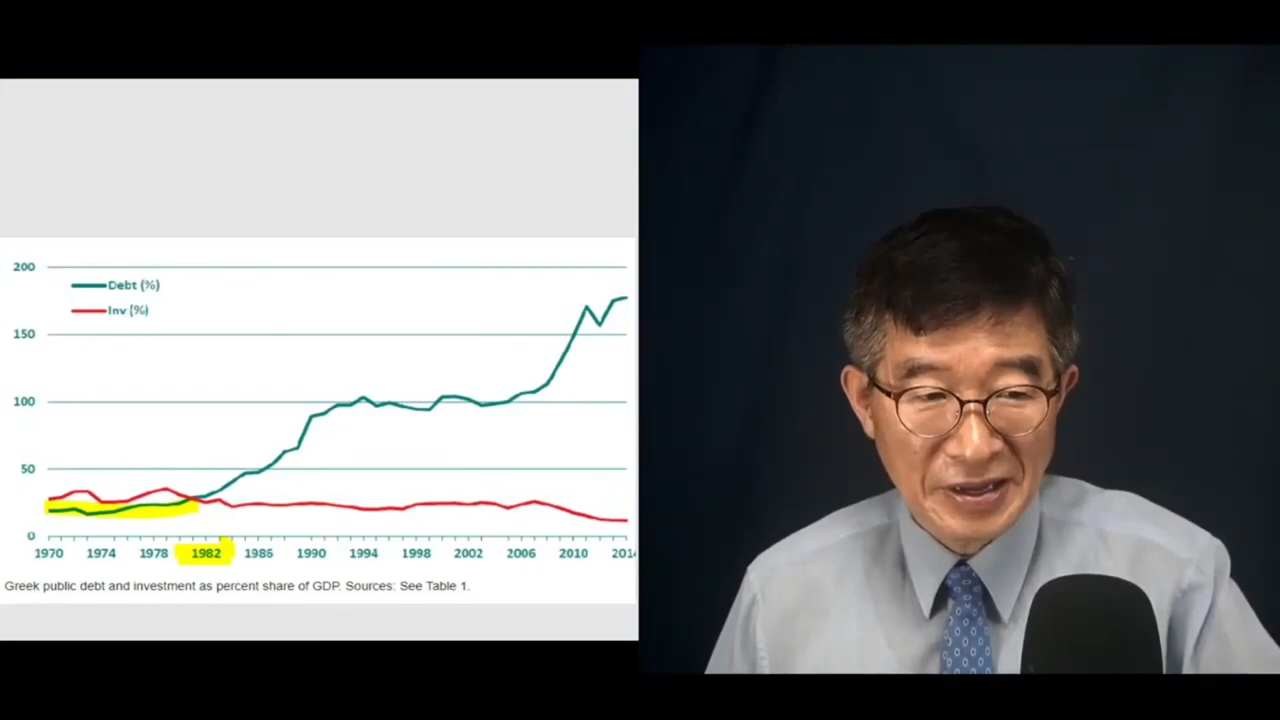 200
Debt (%)
Inv (%)
150
100
50
0
1970 1974 1978 1982 1986 1990 1994 1998 2002 2006 2010 2014
Greek public debt and investment as percent share of GDP. Sources: See Table 1.